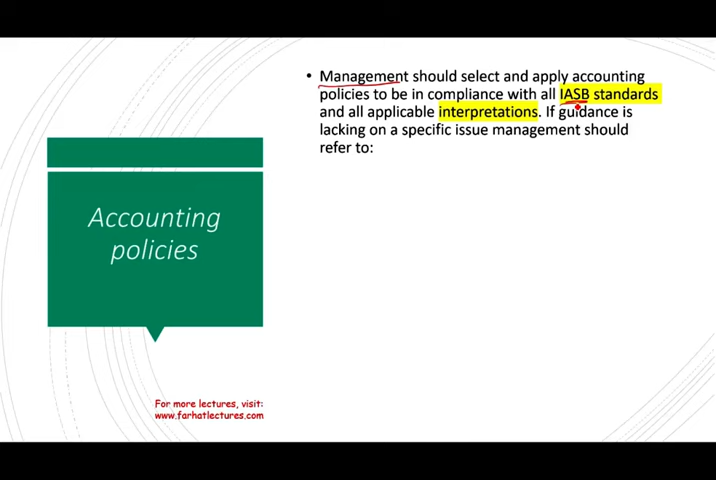 • Management should select and apply accounting
policies to be in compliance with all IASB standards
and all applicable interpretations. If guidance is
lacking on a specific issue management should
refer to:
Accounting
policies
For more lectures, visit:
www.farhatlectures.com